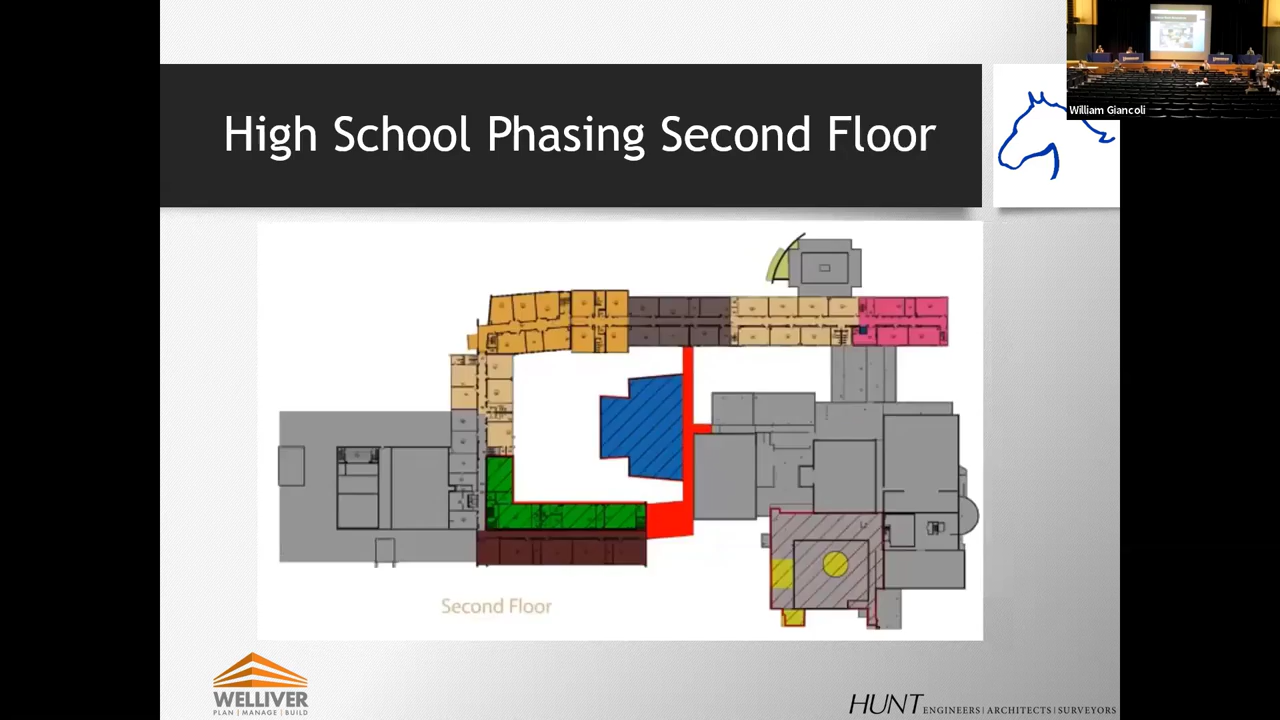 William Giancoli
High School Phasing Second Floor
Second Floor
WELLIVER
PLAN | MANAGE | BUILD
HUNT ENGINEERS | ARCHITECTS | SURVEYORS